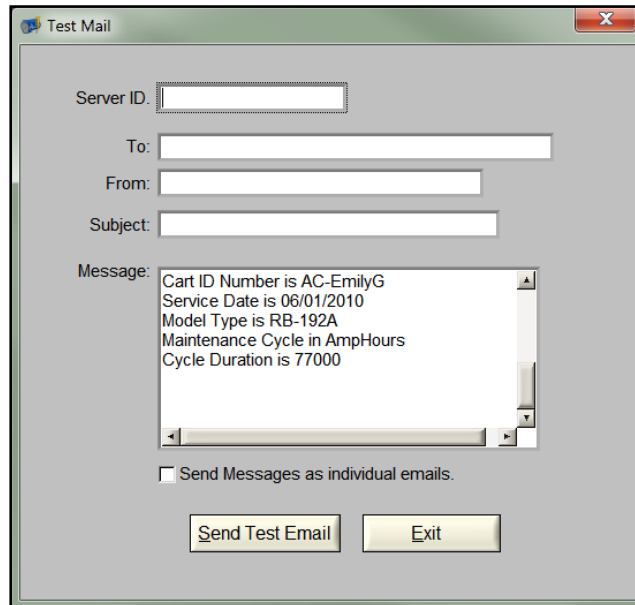 Test Mail
Server ID.
To:
From:
Subject:
Message:
Cart ID Number is AC-EmilyG
Service Date is 06/01/2010
Model Type is RB-192A
Maintenance Cycle in AmpHours
Cycle Duration is 77000
Send Messages as individual emails.
Send Test Email Exit